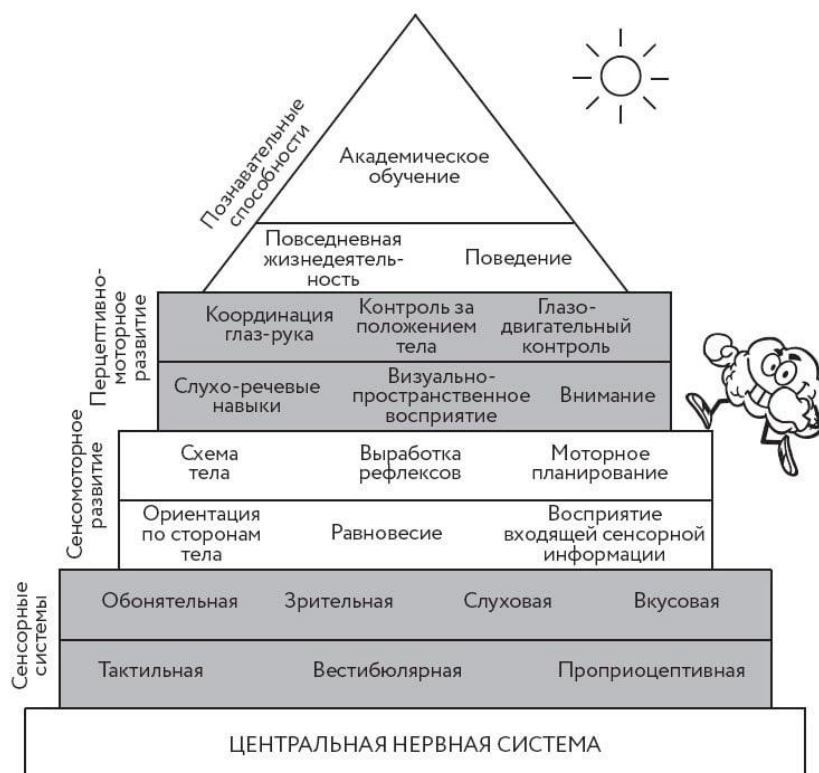 Познавательные
способности
Академическое
обучение
Повседневная
жизнедеятель-
ность
Поведение
Перцептивно-
моторное
развитие
Координация
глаз-рука
Контроль за
положением
тела
Глазо-
двигательный
контроль
Слухо-речевые
навыки
Визуально-
пространственное
восприятие
Внимание
Сенсомоторное
развитие
Схема
тела
Выработка
рефлексов
Моторное
планирование
Ориентация
по сторонам
тела
Равновесие
Восприятие
входящей сенсорной
информации
Сенсорные
системы
Обонятельная
Зрительная
Слуховая
Вкусовая
Тактильная
Вестибюлярная
Проприоцептивная
ЦЕНТРАЛЬНАЯ НЕРВНАЯ СИСТЕМА